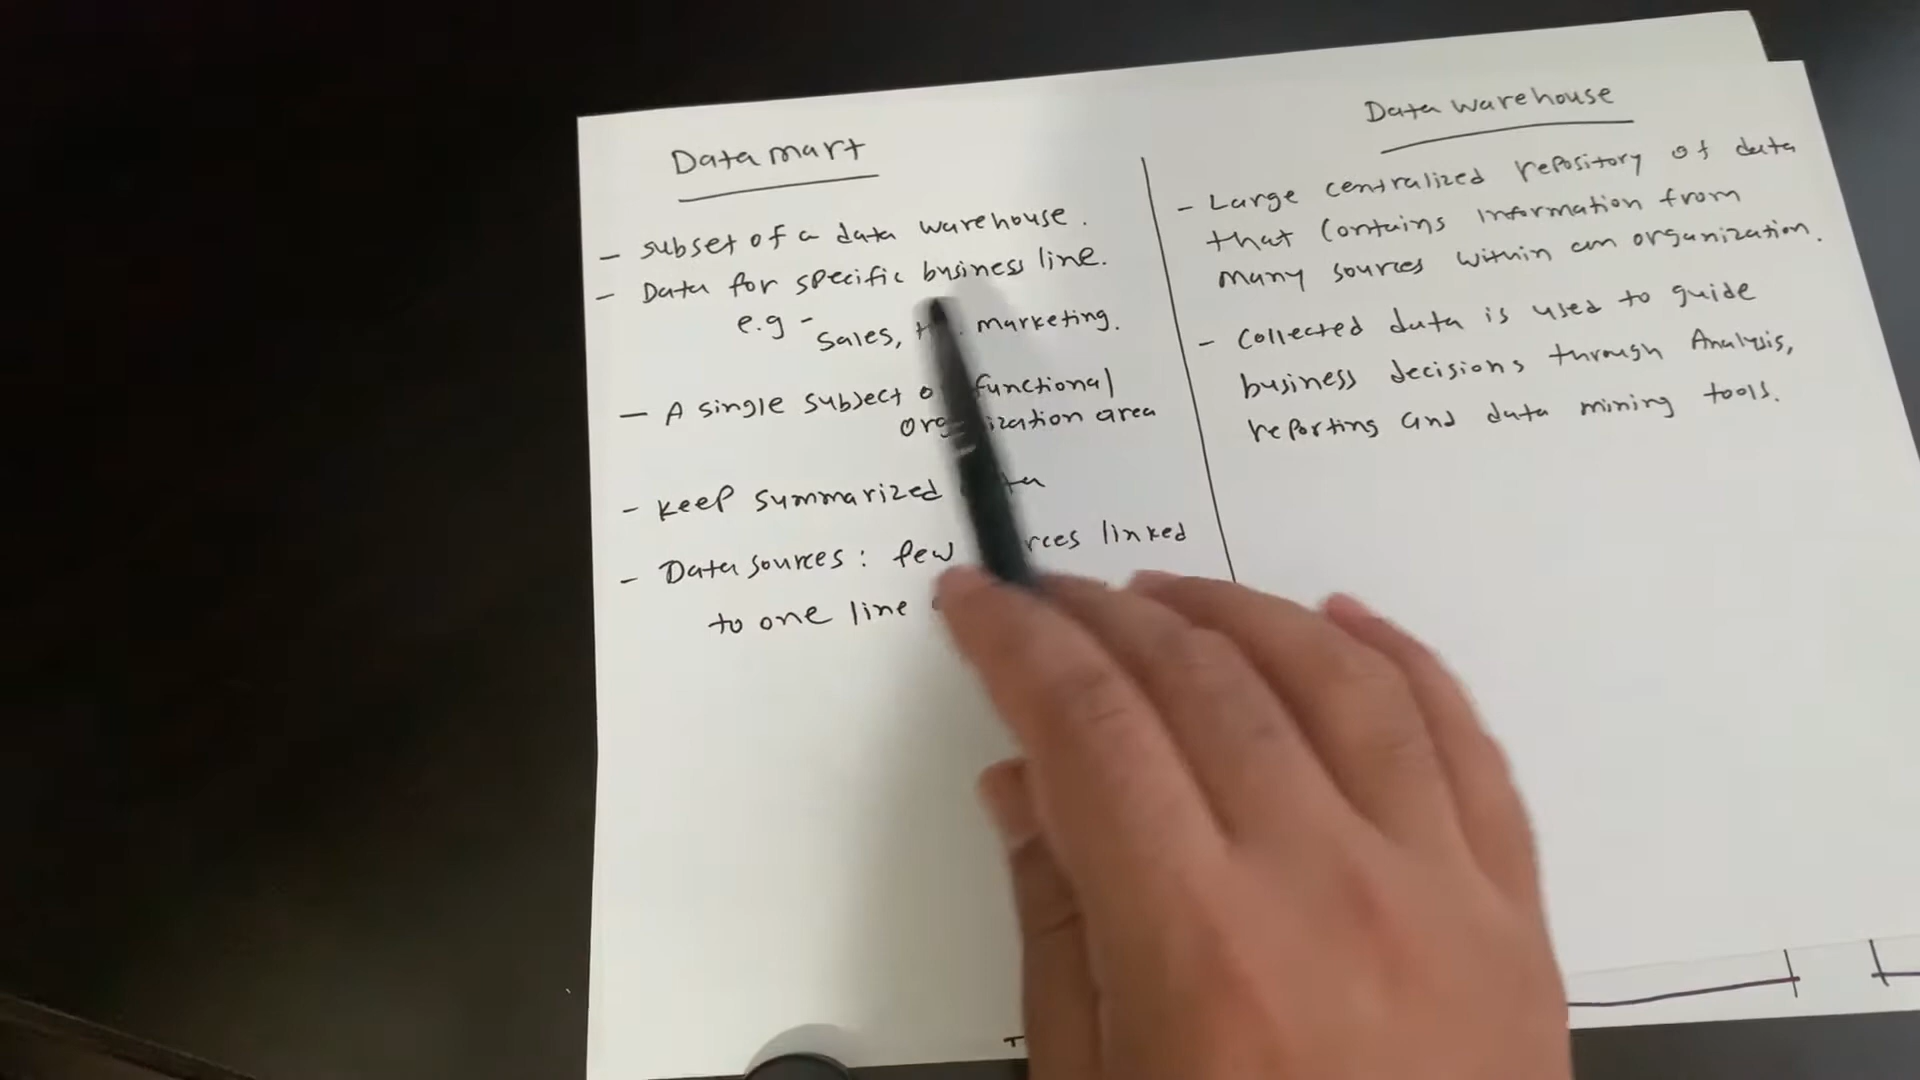 Data mart
- subset of a data warehouse.
- Data for specific business line.
e.g - Sales, marketing.
- A single subject functional
area
- keep summarized
- Data sources: few linked
to one line
Data warehouse
- Large centralized repository of data
that contains information from
many sources within an organization.
- Collected data is used to guide
business decisions through Analysis,
reporting and data mining tools.